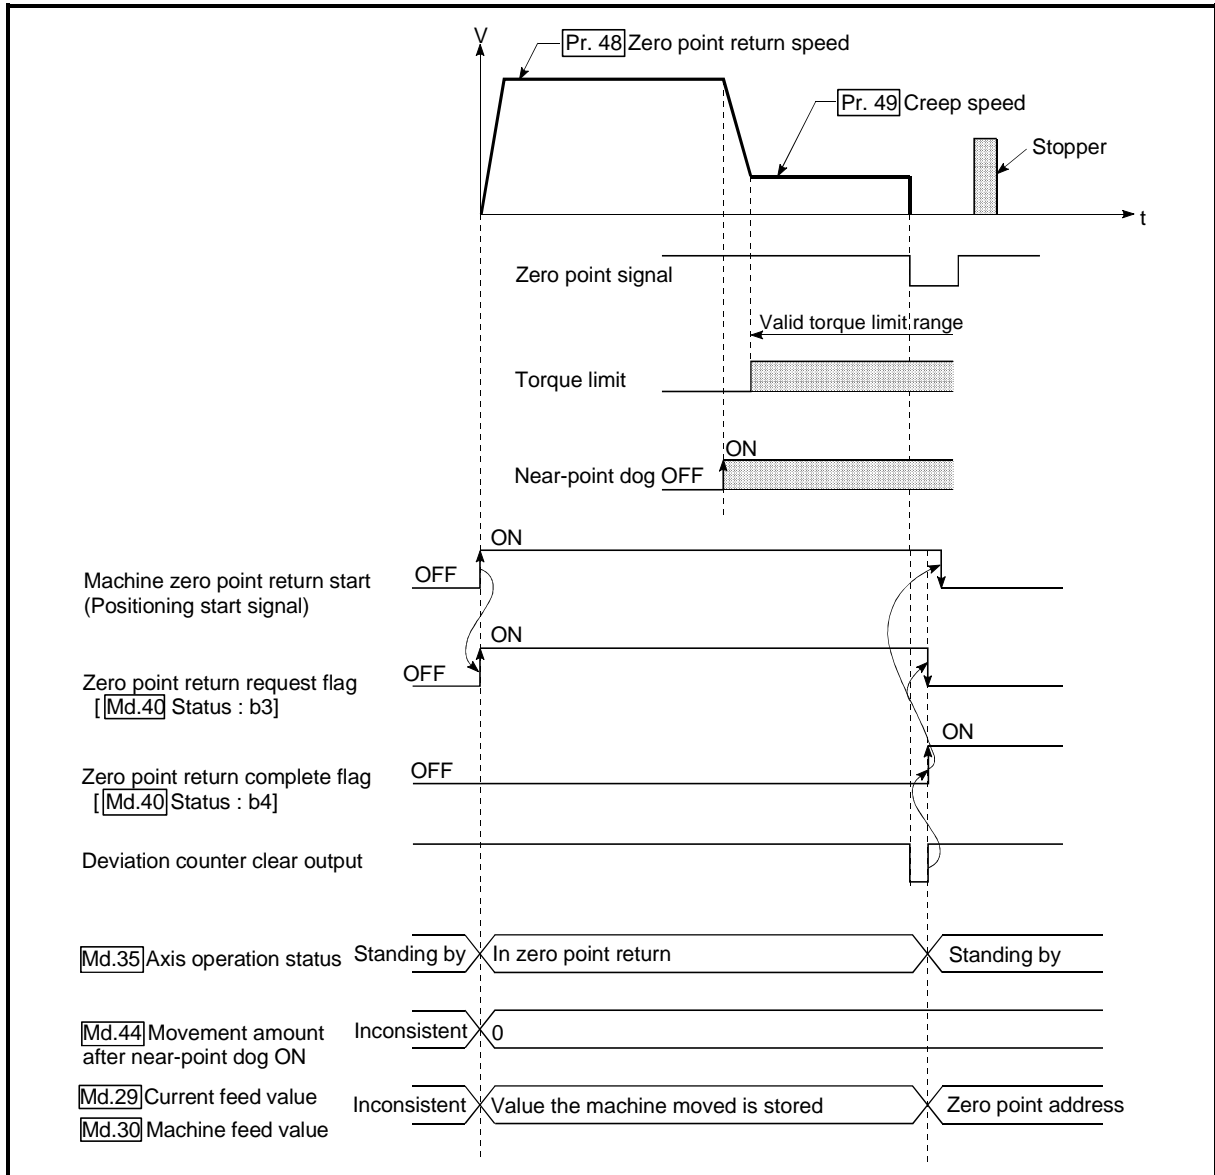 V
Pr. 48 Zero point return speed
Pr. 49 Creep speed
Stopper
t
Zero point signal
Valid torque limit range
Torque limit
ON
Near-point dog OFF
ON
Machine zero point return start OFF
(Positioning start signal)
ON
Zero point return request flag OFF
[ Md.40 Status : b3]
ON
Zero point return complete flag OFF
[ Md.40 Status : b4]
Deviation counter clear output
Md.35 Axis operation status Standing by In zero point return Standing by
Md.44 Movement amount Inconsistent 0
after near-point dog ON
Md.29 Current feed value
Inconsistent Value the machine moved is stored Zero point address
Md.30 Machine feed value